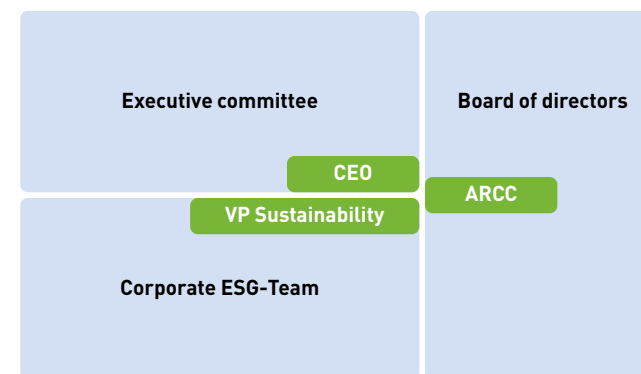 Executive committee
Board of directors
CEO
ARCC
VP Sustainability
Corporate ESG-Team